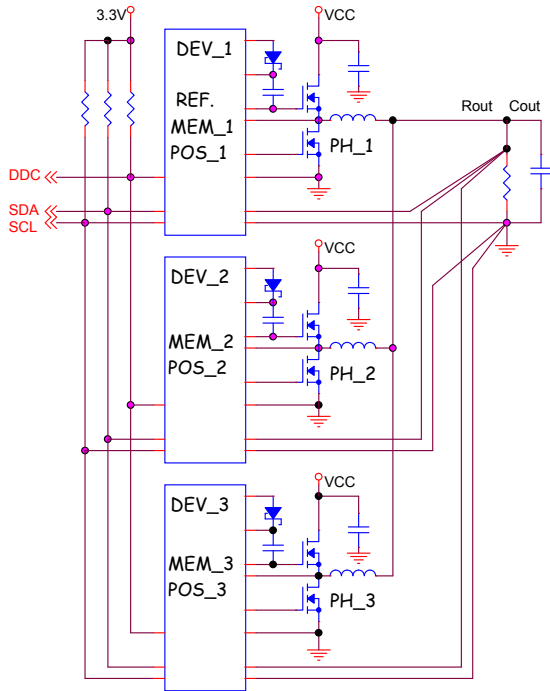 3.3V
VCC
DEV_1
REF.
MEM_1
POS_1
PH_1
Rout
Cout
DDC
SDA
SCL
VCC
DEV_2
MEM_2
POS_2
PH_2
VCC
DEV_3
MEM_3
POS_3
PH_3